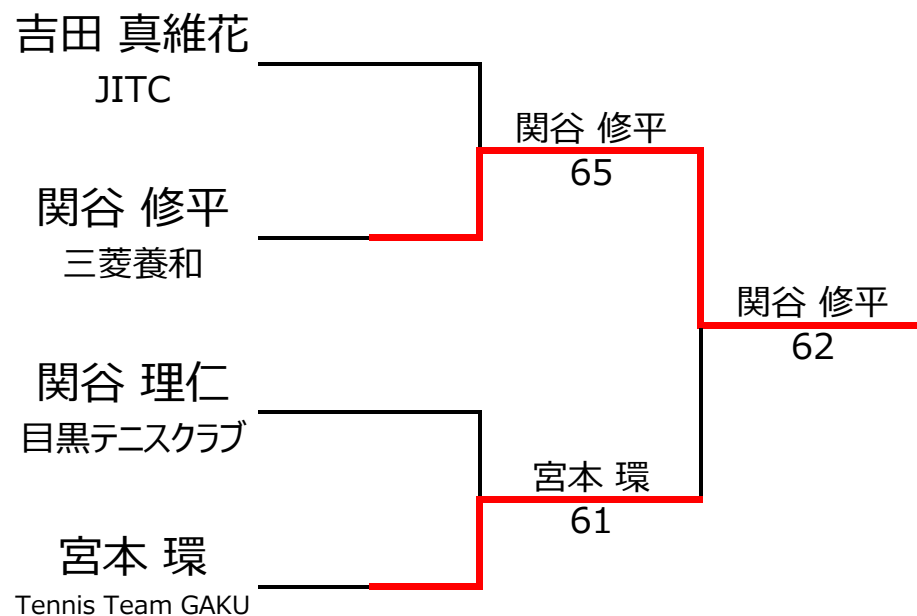 吉田 真維花
JITC
関谷 修平
65
関谷 修平
三菱養和
関谷 修平
62
関谷 理仁
目黒テニスクラブ
宮本 環
61
宮本 環
Tennis Team GAKU